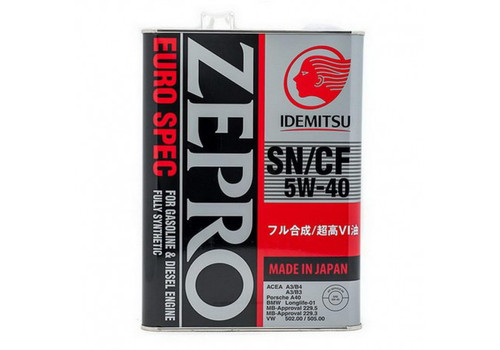 ZEPRO
EURO SPEC
FOR GASOLINE & DIESEL ENGINE
FULLY SYNTHETIC
IDEMITSU
SN/CF
5W-40
フル合成/超高VI油
MADE IN JAPAN
ACEA A3/B4
A3/B3
Porsche A40
BMW Longlife-01
MB-Approval 229.5
MB-Approval 229.3
VW 502.00 / 505.00